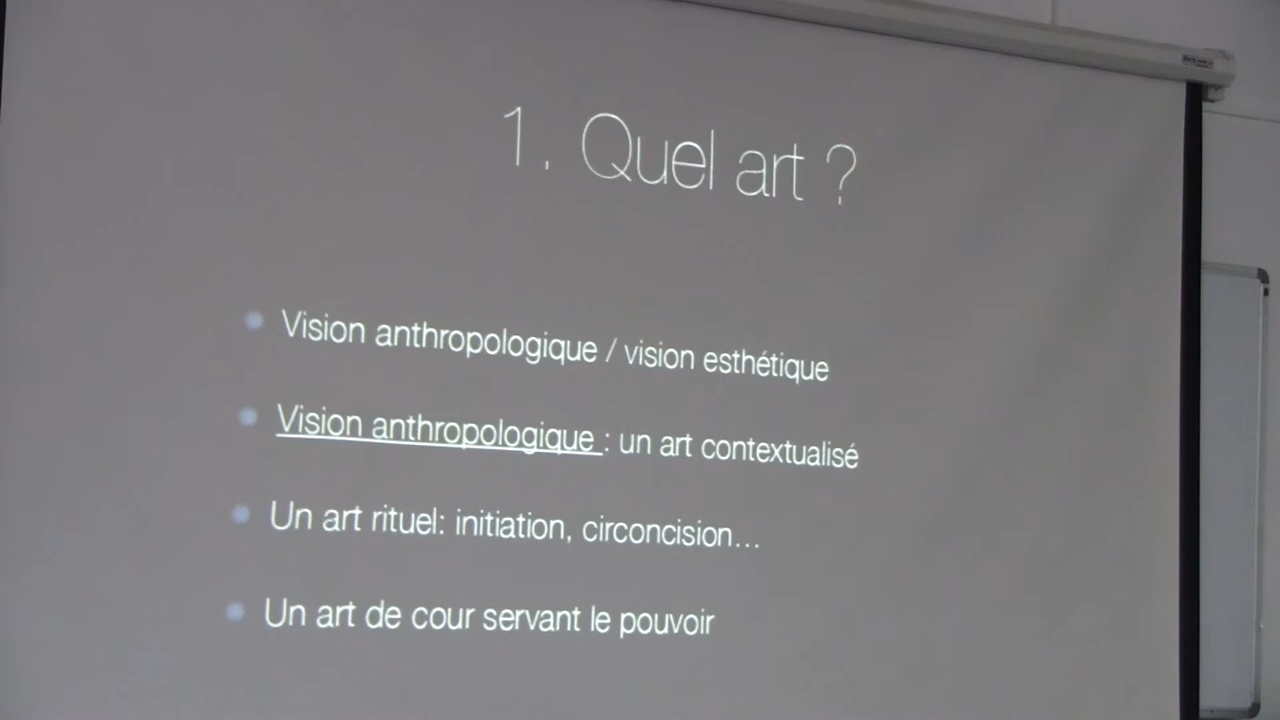 1. Quel art ?
Vision anthropologique / vision esthétique
Vision anthropologique : un art contextualisé
Un art rituel: initiation, circoncision...
Un art de cour servant le pouvoir